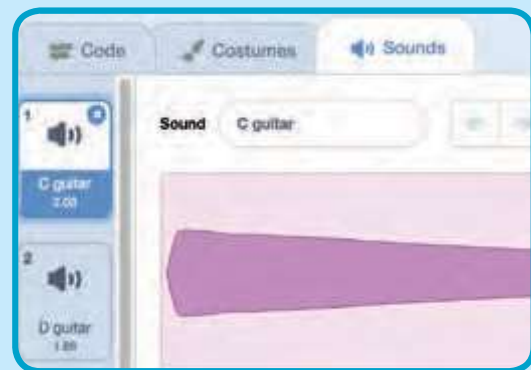 Code Costumes Sounds
1
Sound C guitar
C guitar
2.00
2
D guitar